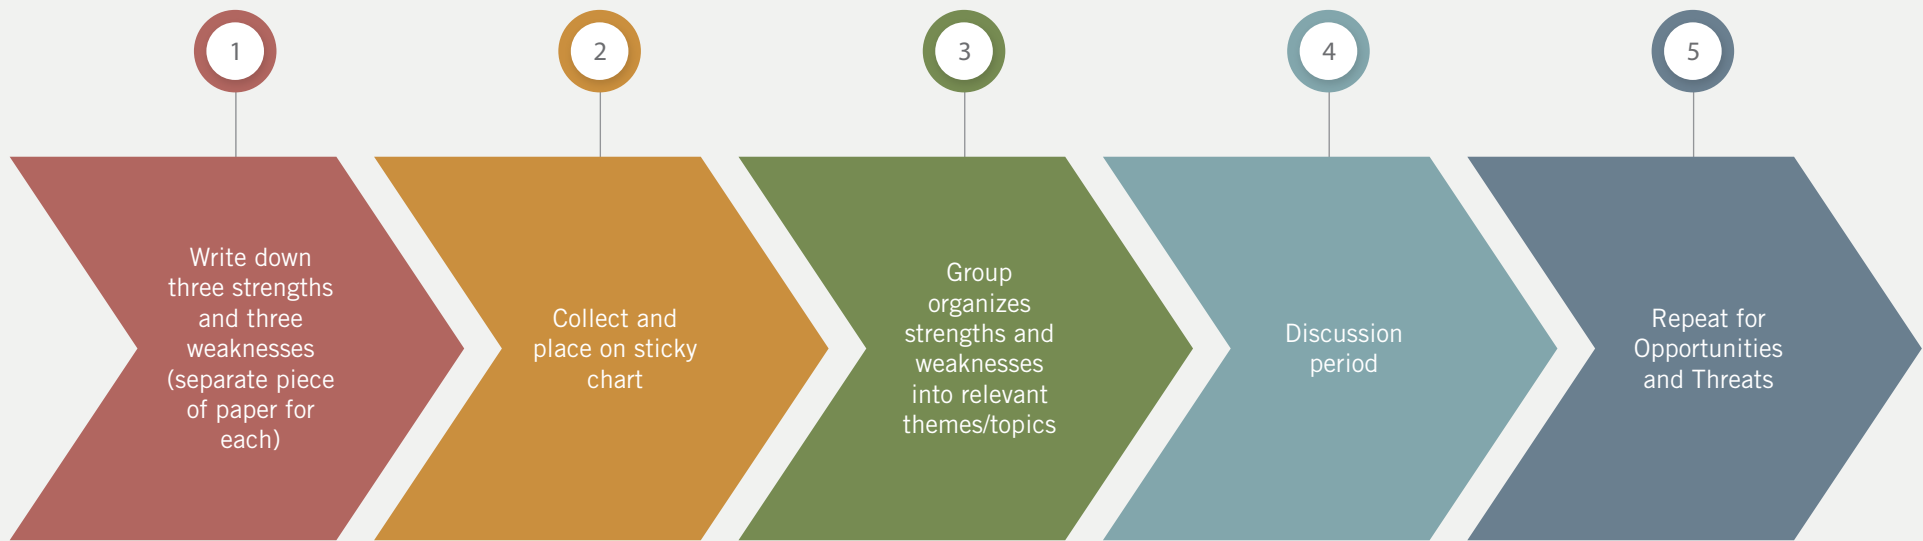 1
2
3
4
5
Write down
three strengths
and three
weaknesses
(separate piece
of paper for
each)
Collect and
place on sticky
chart
Group
organizes
strengths and
weaknesses
into relevant
themes/topics
Discussion
period
Repeat for
Opportunities
and Threats